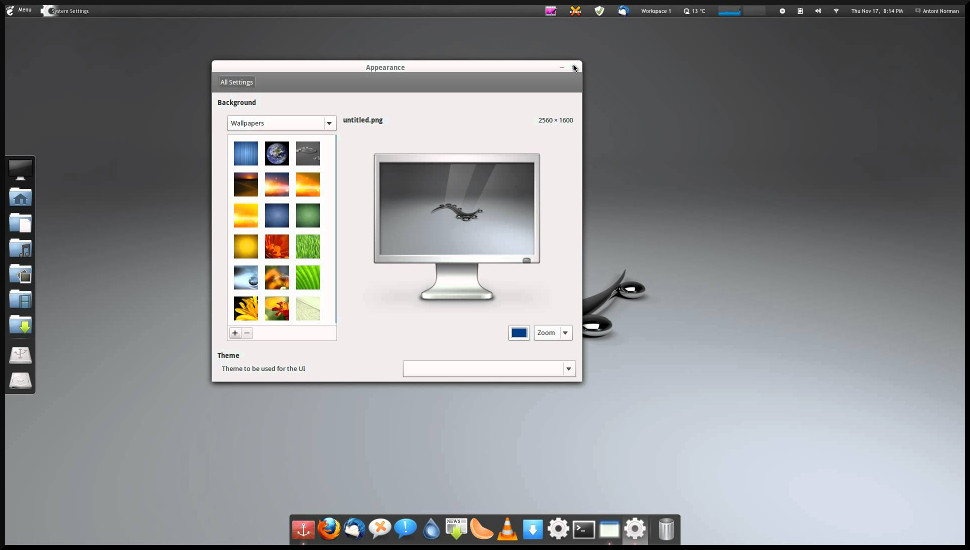 Menu
System Settings
Workspace 1
13 °C
Thu Nov 17, 8:14 PM
Antoni Norman
Appearance
All Settings
Background
Wallpapers
untitled.png
2560 × 1600
Zoom
Theme
Theme to be used for the UI
NEWS